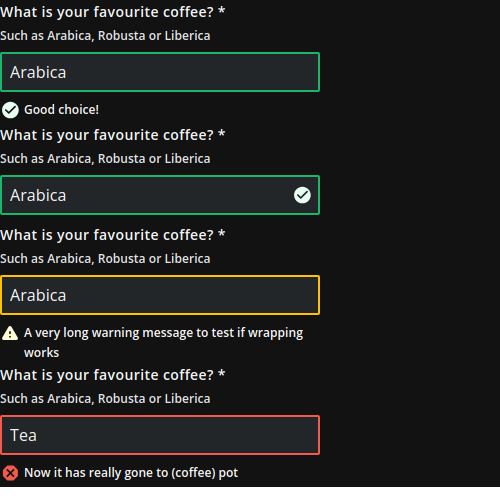 What is your favourite coffee? *
Such as Arabica, Robusta or Liberica
Arabica
Good choice!
What is your favourite coffee? *
Such as Arabica, Robusta or Liberica
Arabica
What is your favourite coffee? *
Such as Arabica, Robusta or Liberica
Arabica
A very long warning message to test if wrapping
works
What is your favourite coffee? *
Such as Arabica, Robusta or Liberica
Tea
Now it has really gone to (coffee) pot